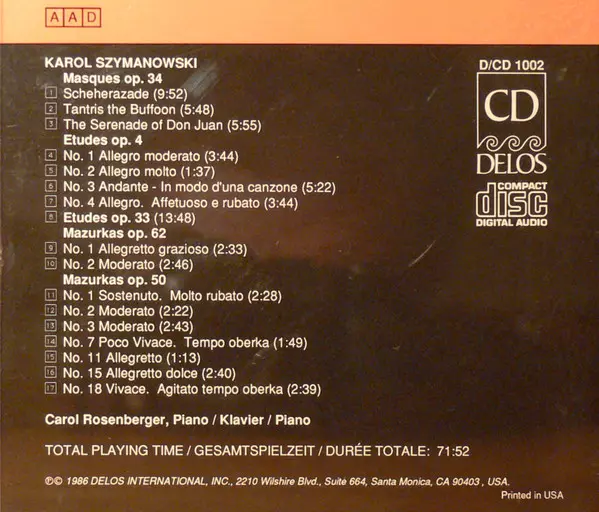 AAD
KAROL SZYMANOWSKI
D/CD 1002
Masques op. 34
1 Scheherazade (9:52)
2 Tantris the Buffoon (5:48)
3 The Serenade of Don Juan (5:55)
Etudes op. 4
4 No. 1 Allegro moderato (3:44)
5 No. 2 Allegro molto (1:37)
6 No. 3 Andante - In modo d'una canzone (5:22)
7 No. 4 Allegro. Affetuoso e rubato (3:44)
8 Etudes op. 33 (13:48)
Mazurkas op. 62
9 No. 1 Allegretto grazioso (2:33)
10 No. 2 Moderato (2:46)
Mazurkas op. 50
11 No. 1 Sostenuto. Molto rubato (2:28)
12 No. 2 Moderato (2:22)
13 No. 3 Moderato (2:43)
14 No. 7 Poco Vivace. Tempo oberka (1:49)
15 No. 11 Allegretto (1:13)
16 No. 15 Allegretto dolce (2:40)
17 No. 18 Vivace. Agitato tempo oberka (2:39)
CD
DELOS
COMPACT
disc
DIGITAL AUDIO
Carol Rosenberger, Piano / Klavier / Piano
TOTAL PLAYING TIME / GESAMTSPIELZEIT / DURÉE TOTALE: 71:52
℗© 1986 DELOS INTERNATIONAL, INC., 2210 Wilshire Blvd., Suite 664, Santa Monica, CA 90403 , USA.
Printed in USA